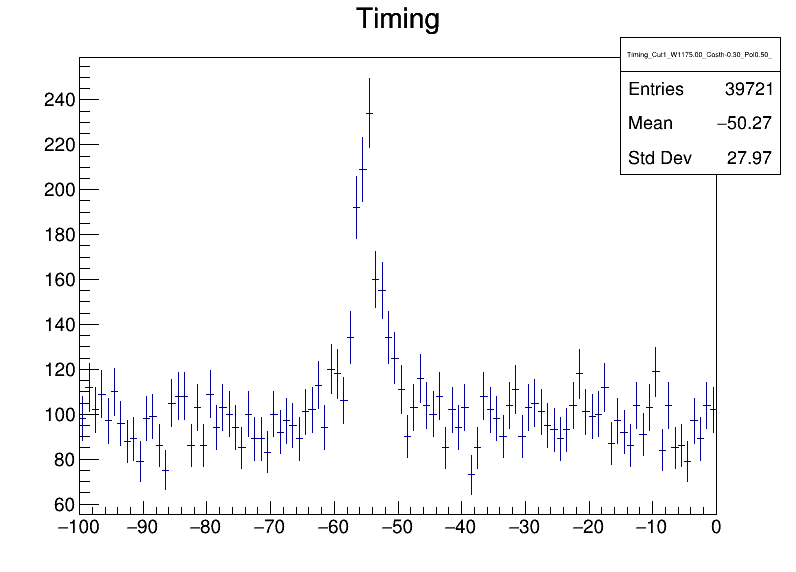 Timing
Timing_Cut1_W1175.00_Costh-0.30_Pol0.50_
Entries 39721
Mean −50.27
Std Dev 27.97
240
220
200
180
160
140
120
100
80
60
−100 −90 −80 −70 −60 −50 −40 −30 −20 −10 0